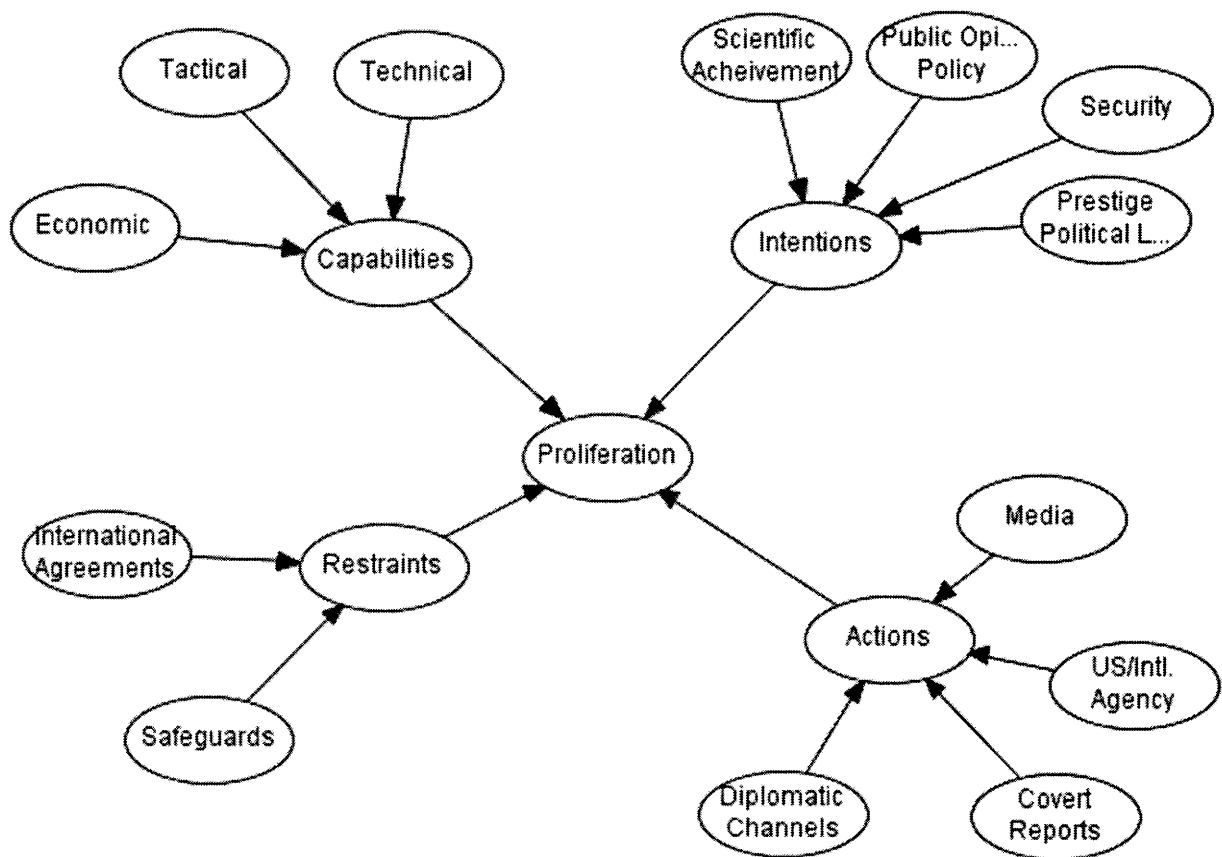 Tactical
Technical
Economic
Capabilities
Scientific
Acheivement
Public Opi...
Policy
Security
Prestige
Political L...
Intentions
Proliferation
International
Agreements
Restraints
Safeguards
Media
Actions
US/Intl.
Agency
Diplomatic
Channels
Covert
Reports